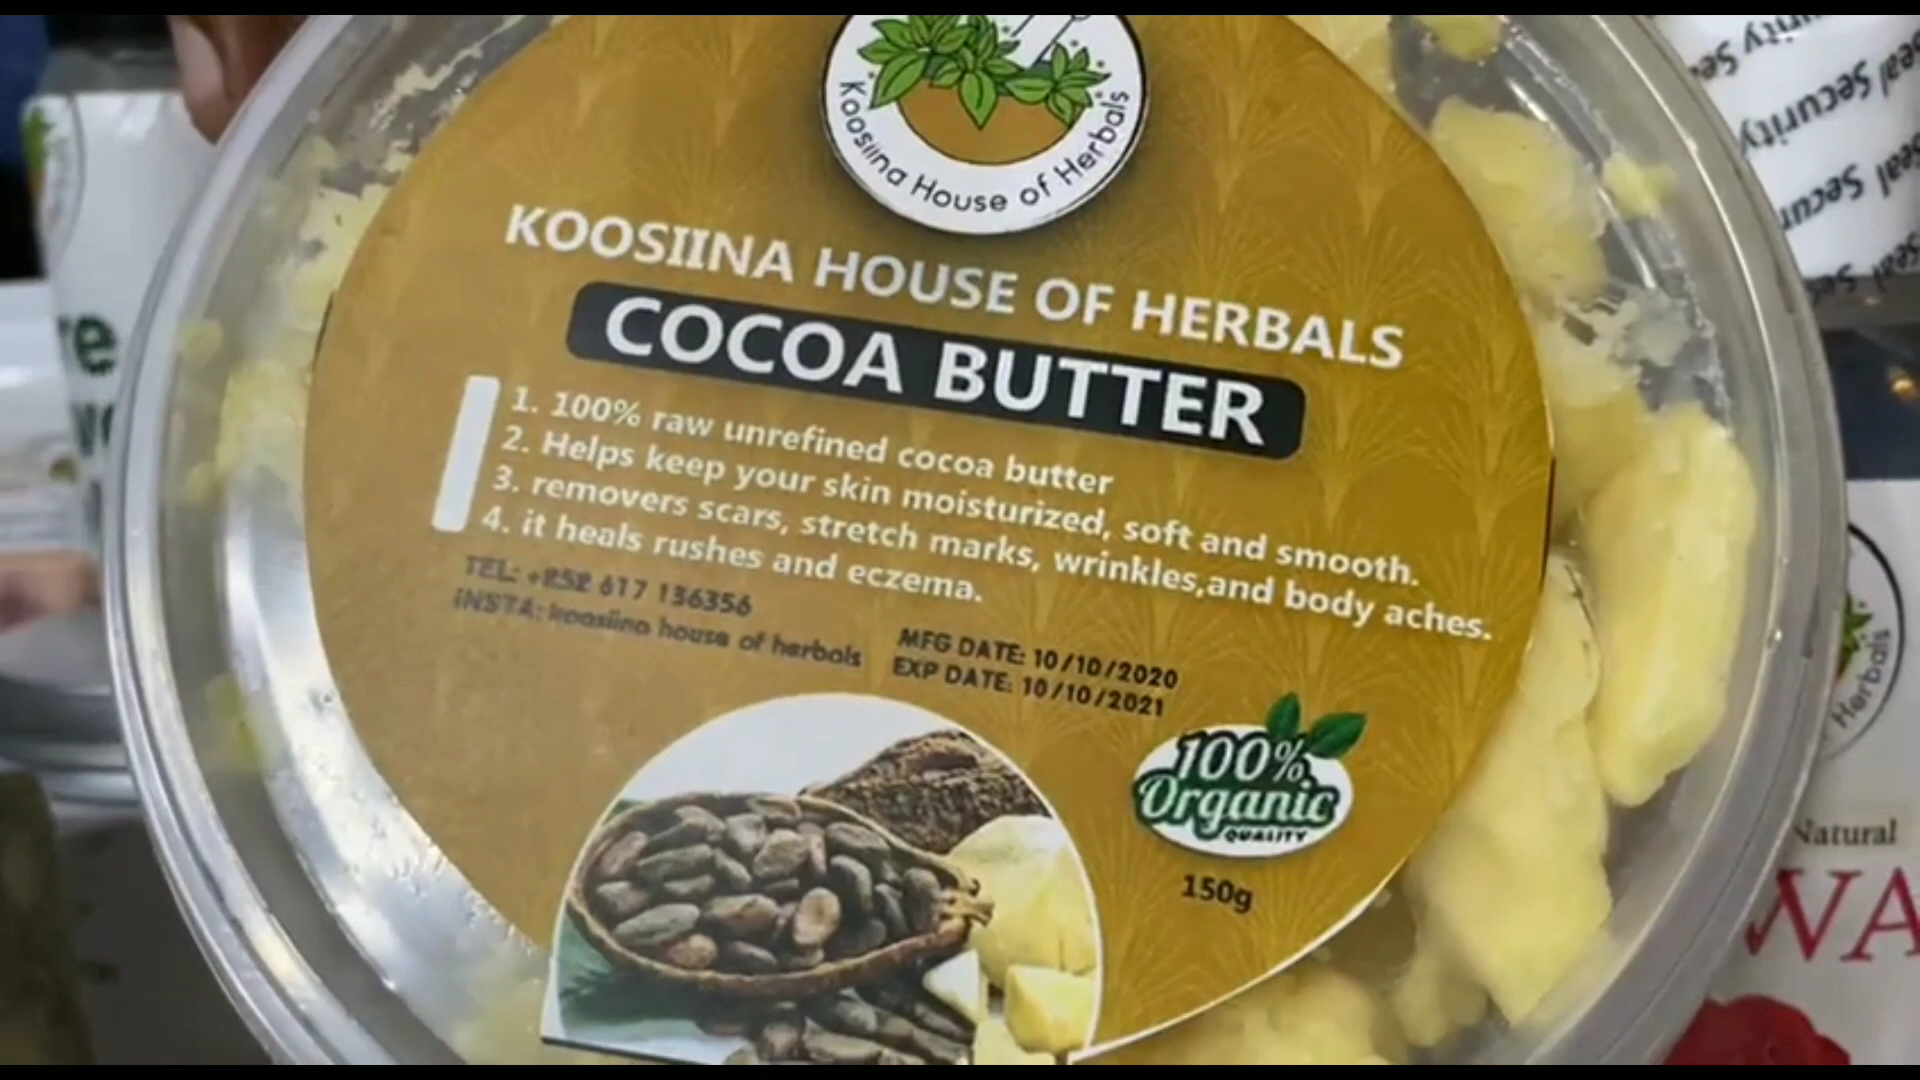 Koosiina House of Herbals
KOOSIINA HOUSE OF HERBALS
COCOA BUTTER
1. 100% raw unrefined cocoa butter
2. Helps keep your skin moisturized, soft and smooth.
3. removers scars, stretch marks, wrinkles,and body aches.
4. it heals rushes and eczema.
TEL: +252 617 136356
iNSTA: koosiina house of herbals
MFG DATE: 10/10/2020
EXP DATE: 10/10/2021
100%
Organic
QUALITY
150g
Security
Seal Security
Herbals
Natural
WA
re